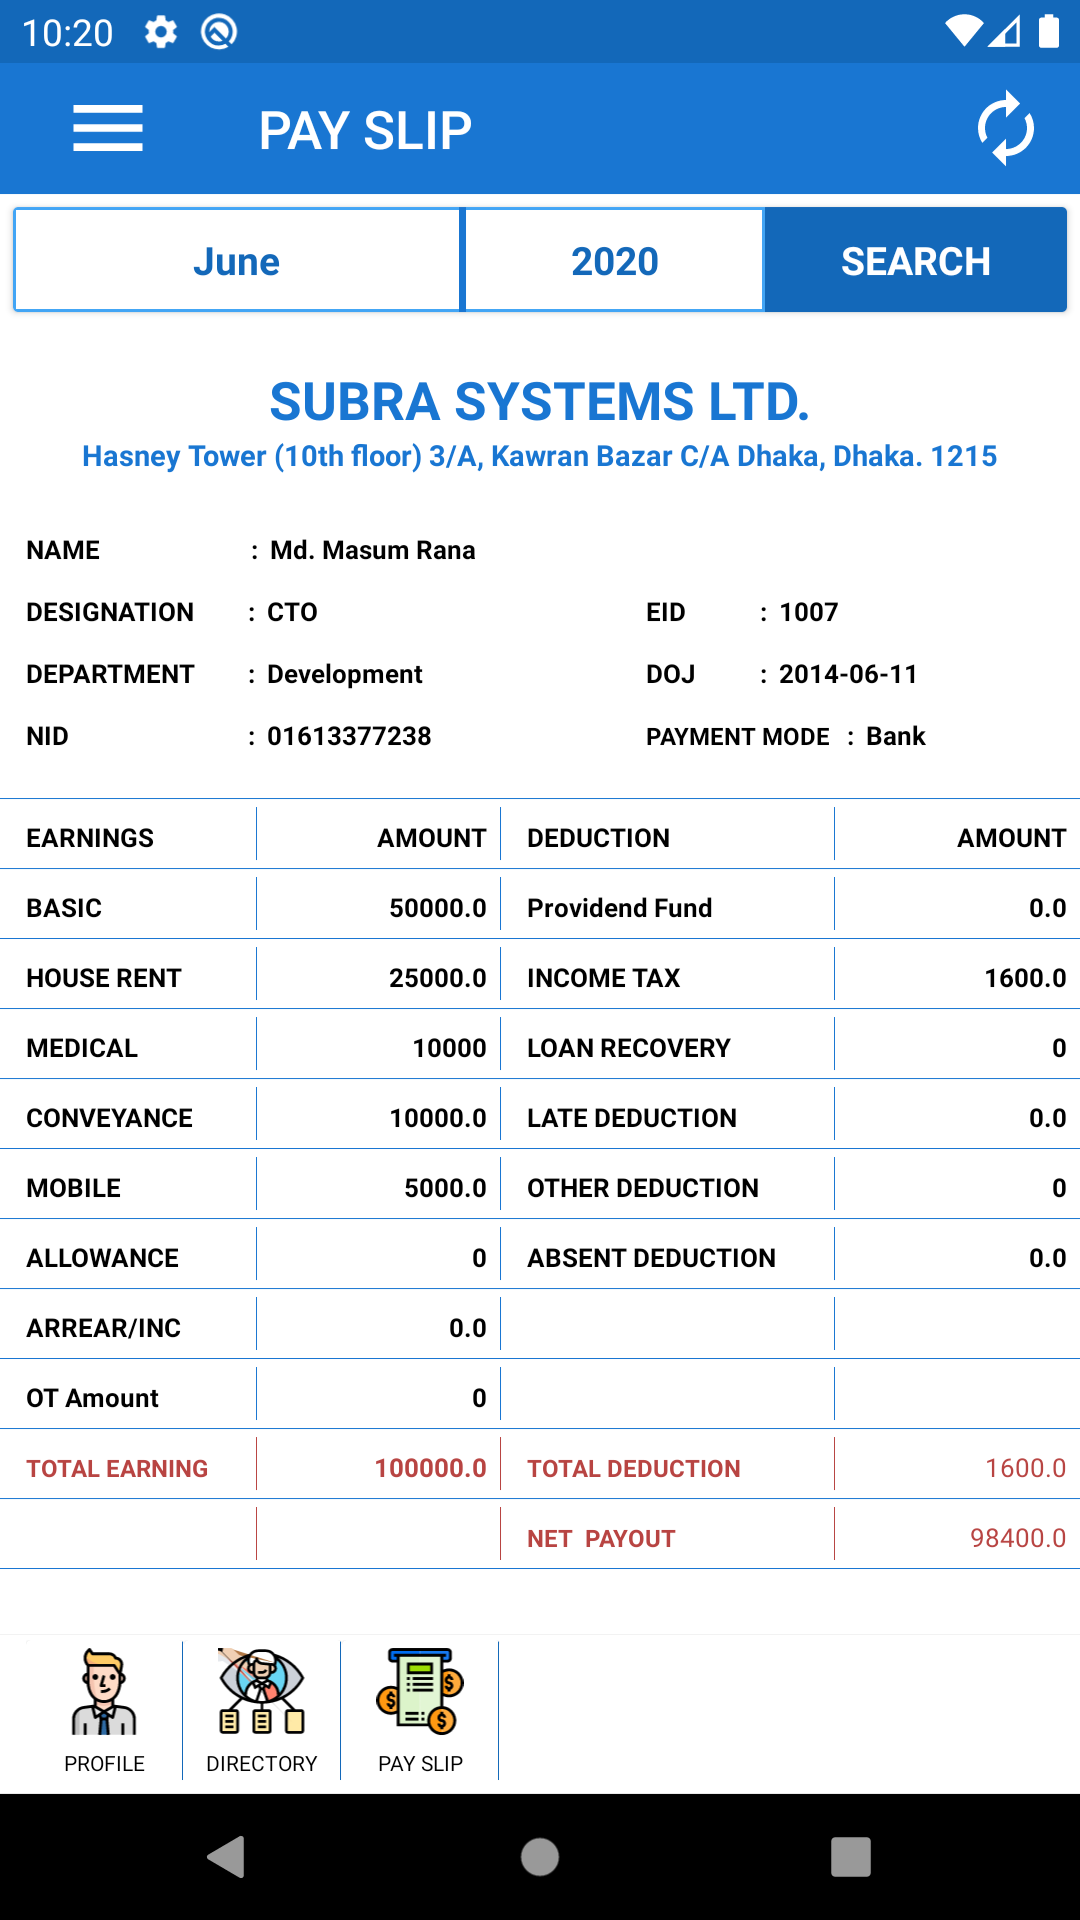 10:20
PAY SLIP
June 2020 SEARCH
SUBRA SYSTEMS LTD.
Hasney Tower (10th floor) 3/A, Kawran Bazar C/A Dhaka, Dhaka. 1215
NAME : Md. Masum Rana
DESIGNATION : CTO EID : 1007
DEPARTMENT : Development DOJ : 2014-06-11
NID : 01613377238 PAYMENT MODE : Bank
EARNINGS AMOUNT DEDUCTION AMOUNT
BASIC 50000.0 Providend Fund 0.0
HOUSE RENT 25000.0 INCOME TAX 1600.0
MEDICAL 10000 LOAN RECOVERY 0
CONVEYANCE 10000.0 LATE DEDUCTION 0.0
MOBILE 5000.0 OTHER DEDUCTION 0
ALLOWANCE 0 ABSENT DEDUCTION 0.0
ARREAR/INC 0.0
OT Amount 0
TOTAL EARNING 100000.0 TOTAL DEDUCTION 1600.0
NET PAYOUT 98400.0
PROFILE DIRECTORY PAY SLIP